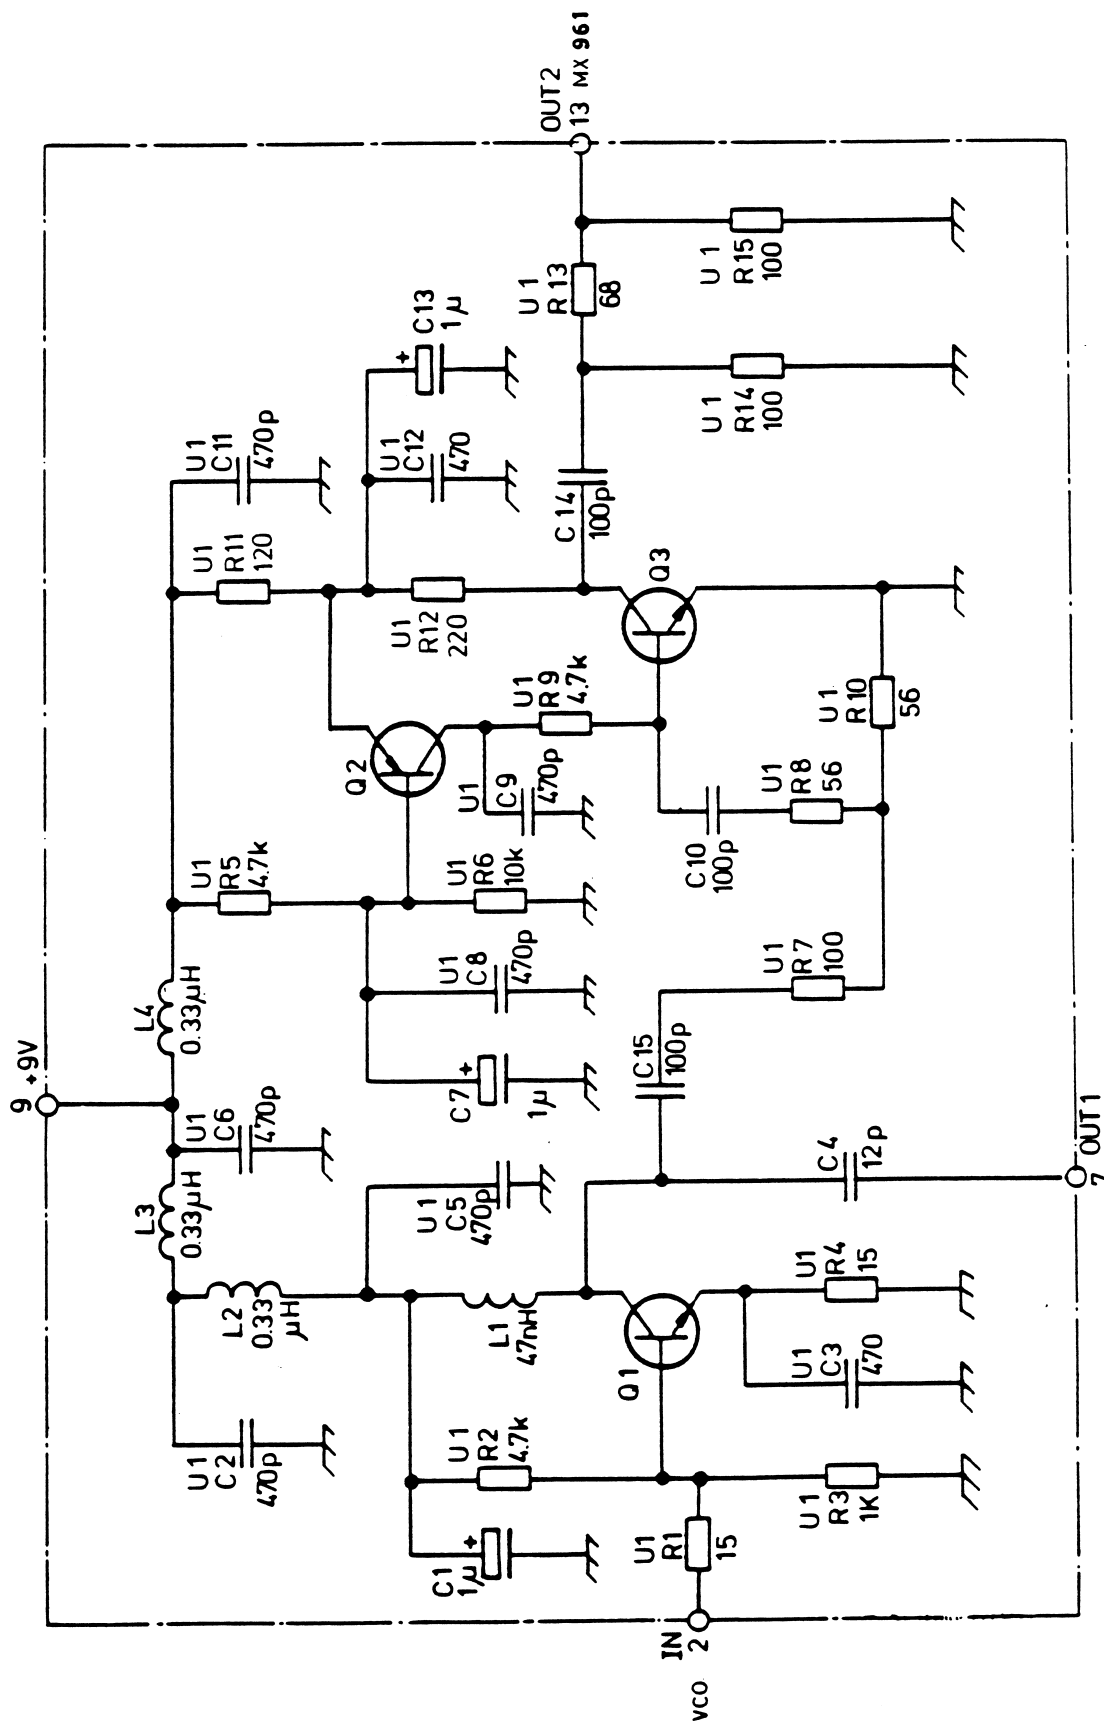 9 +9V
L3
0.33µH
L4
0.33µH
U1
C2
470p
L2
0.33
µH
U1
C6
470p
U1
R5
4.7k
U1
R11
120
U1
C11
470p
C1
1µ
+
U1
R2
4.7k
L1
47nH
U1
C5
470p
C7
1µ
+
U1
C8
470p
U1
R6
10k
Q2
U1
C9
470p
U1
R9
4.7k
U1
R12
220
U1
C12
470
C13
1µ
+
VCO
IN
2
U1
R1
15
Q1
C15
100p
C10
100p
Q3
C14
100p
U1
R13
68
OUT2
13 MX 961
U1
R3
1K
U1
C3
470
U1
R4
15
C4
12p
U1
R7
100
U1
R8
56
U1
R10
56
U1
R14
100
U1
R15
100
7 OUT1